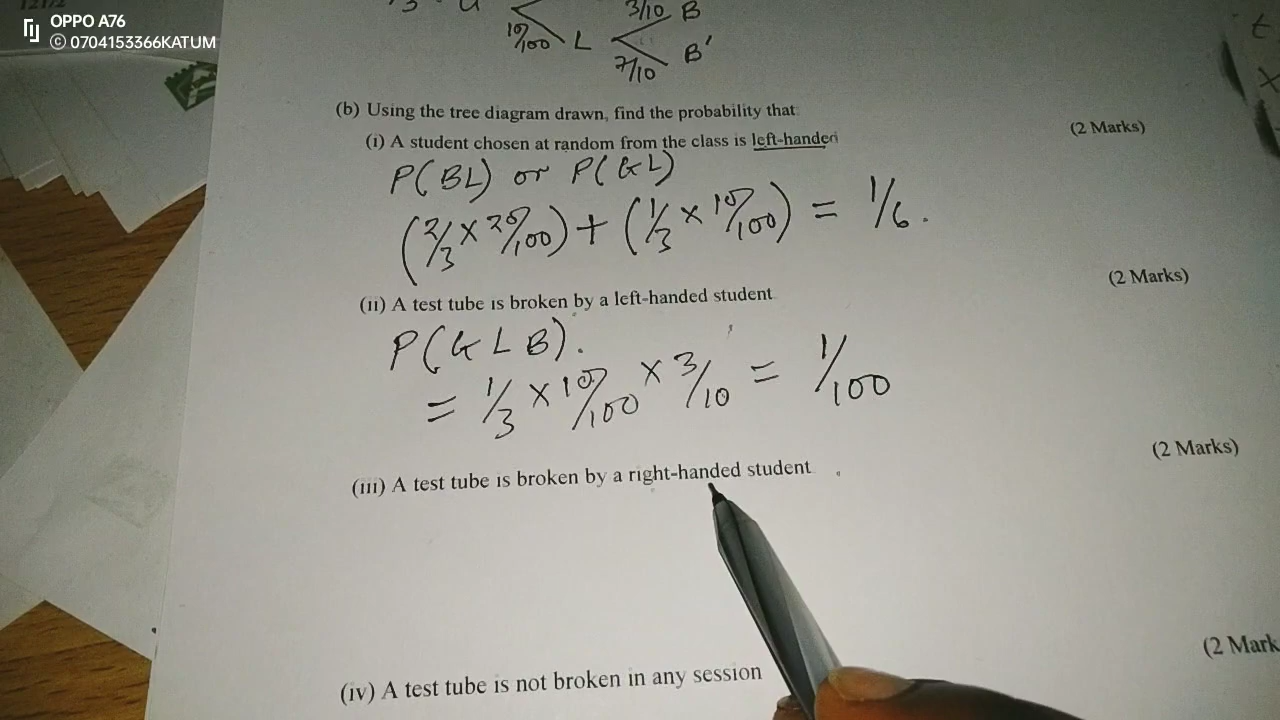 OPPO A76
© 0704153366KATUM
3/10 B
10/100 L
7/10 B'
(b) Using the tree diagram drawn, find the probability that
(i) A student chosen at random from the class is left-handed (2 Marks)
P(BL) or P(GL)
(2/3 × 20/100) + (1/3 × 10/100) = 1/6.
(ii) A test tube is broken by a left-handed student (2 Marks)
P(GLB).
= 1/3 × 10/100 × 3/10 = 1/100
(iii) A test tube is broken by a right-handed student (2 Marks)
(iv) A test tube is not broken in any session (2 Mark